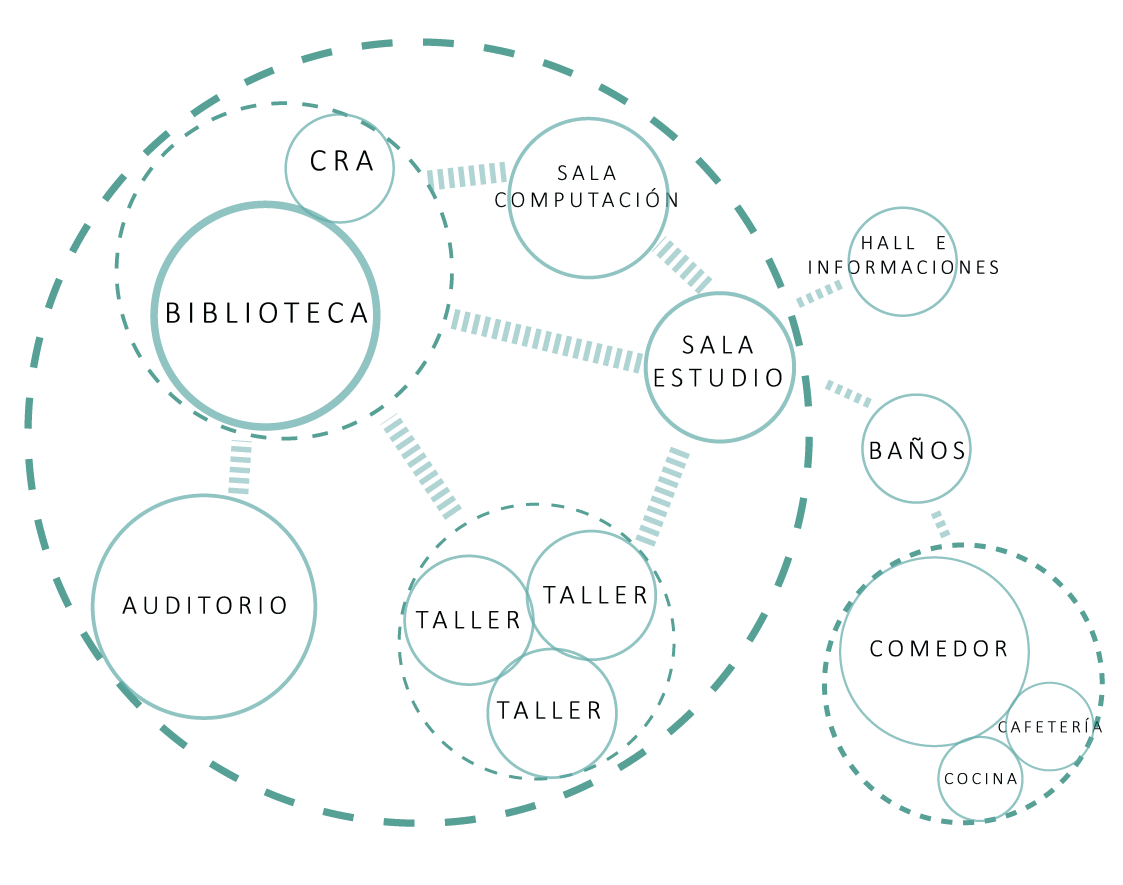 CRA
SALA
COMPUTACIÓN
HALL E
INFORMACIONES
BIBLIOTECA
SALA
ESTUDIO
BAÑOS
AUDITORIO
TALLER
TALLER
TALLER
COMEDOR
CAFETERÍA
COCINA